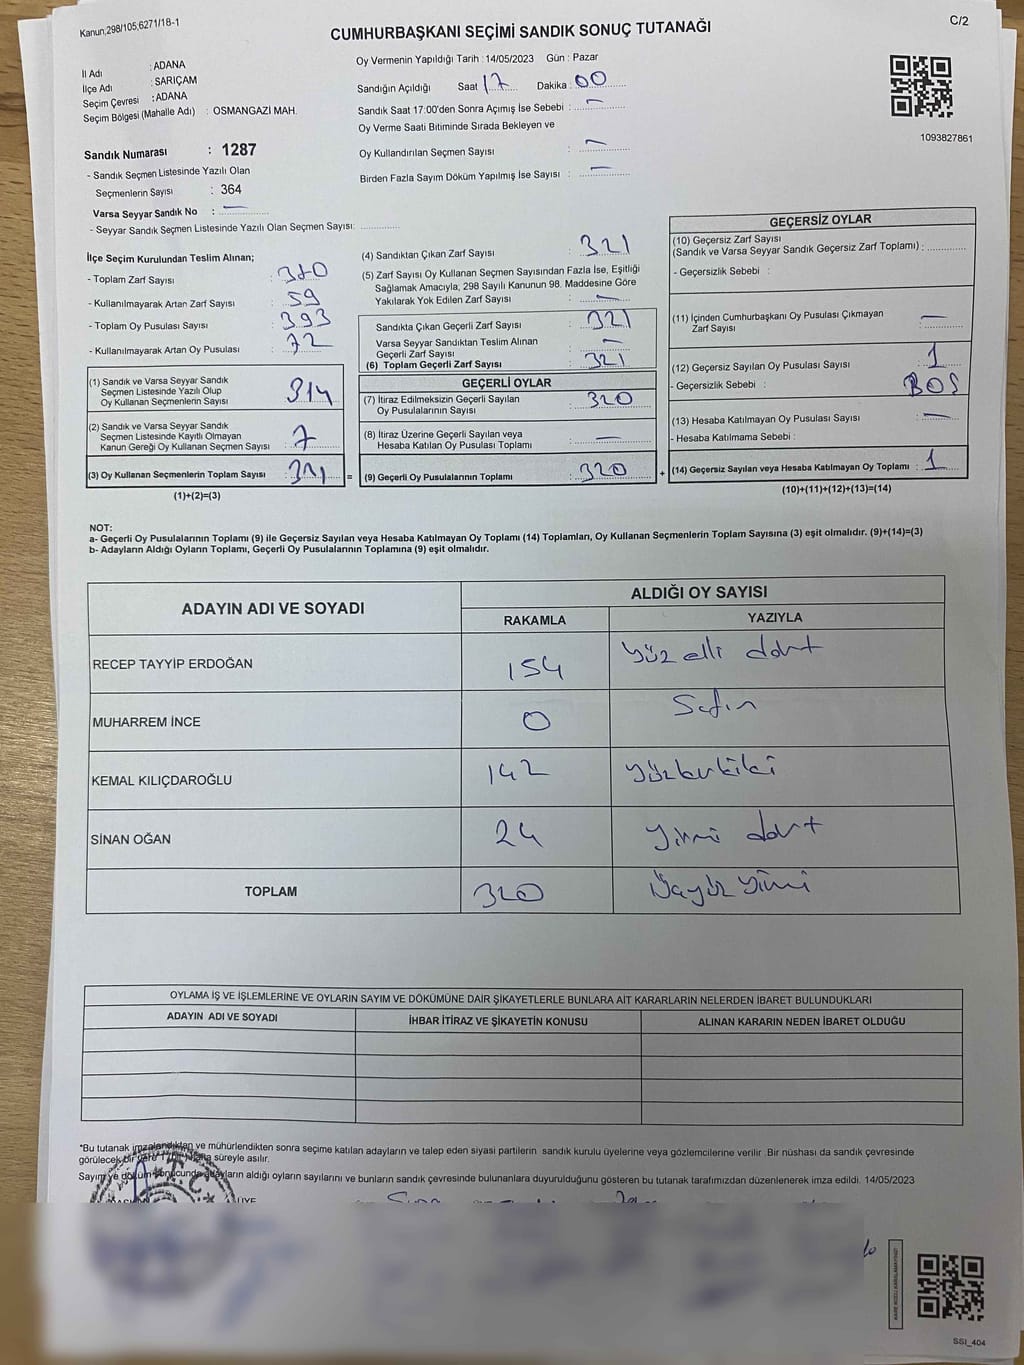 Kanun,298/105,6271/18-1
C/2
CUMHURBAŞKANI SEÇİMİ SANDIK SONUÇ TUTANAĞI
İl Adı : ADANA
İlçe Adı : SARIÇAM
Seçim Çevresi : ADANA
Seçim Bölgesi (Mahalle Adı) : OSMANGAZİ MAH.
Sandık Numarası : 1287
- Sandık Seçmen Listesinde Yazılı Olan
Seçmenlerin Sayısı : 364
Varsa Seyyar Sandık No : —
- Seyyar Sandık Seçmen Listesinde Yazılı Olan Seçmen Sayısı: ..............
Oy Vermenin Yapıldığı Tarih : 14/05/2023 Gün : Pazar
Sandığın Açıldığı Saat 17 Dakika 00
Sandık Saat 17:00'den Sonra Açımış İse Sebebi : —
Oy Verme Saati Bitiminde Sırada Bekleyen ve
Oy Kullandırılan Seçmen Sayısı : —
Birden Fazla Sayım Döküm Yapılmış İse Sayısı : —
1093827861
İlçe Seçim Kurulundan Teslim Alınan;
- Toplam Zarf Sayısı : 380
- Kullanılmayarak Artan Zarf Sayısı : 59
- Toplam Oy Pusulası Sayısı : 393
- Kullanılmayarak Artan Oy Pusulası : 72
(1) Sandık ve Varsa Seyyar Sandık
Seçmen Listesinde Yazılı Olup
Oy Kullanan Seçmenlerin Sayısı : 314
(2) Sandık ve Varsa Seyyar Sandık
Seçmen Listesinde Kayıtlı Olmayan
Kanun Gereği Oy Kullanan Seçmen Sayısı : 7
(3) Oy Kullanan Seçmenlerin Toplam Sayısı : 321 =
(1)+(2)=(3)
(4) Sandıktan Çıkan Zarf Sayısı : 321
(5) Zarf Sayısı Oy Kullanan Seçmen Sayısından Fazla İse, Eşitliği
Sağlamak Amacıyla, 298 Sayılı Kanunun 98. Maddesine Göre
Yakılarak Yok Edilen Zarf Sayısı : —
Sandıkta Çıkan Geçerli Zarf Sayısı : 321
Varsa Seyyar Sandıktan Teslim Alınan : —
Geçerli Zarf Sayısı
(6) Toplam Geçerli Zarf Sayısı : 321
GEÇERLİ OYLAR
(7) İtiraz Edilmeksizin Geçerli Sayılan
Oy Pusulalarının Sayısı : 320
(8) İtiraz Üzerine Geçerli Sayılan veya
Hesaba Katılan Oy Pusulası Toplamı : —
(9) Geçerli Oy Pusulalarının Toplamı : 320 +
GEÇERSİZ OYLAR
(10) Geçersiz Zarf Sayısı
(Sandık ve Varsa Seyyar Sandık Geçersiz Zarf Toplamı) : ..............
- Geçersizlik Sebebi :
(11) İçinden Cumhurbaşkanı Oy Pusulası Çıkmayan
Zarf Sayısı : —
(12) Geçersiz Sayılan Oy Pusulası Sayısı : 1
- Geçersizlik Sebebi : BOŞ
(13) Hesaba Katılmayan Oy Pusulası Sayısı : —
- Hesaba Katılmama Sebebi :
(14) Geçersiz Sayılan veya Hesaba Katılmayan Oy Toplamı : 1
(10)+(11)+(12)+(13)=(14)
NOT:
a- Geçerli Oy Pusulalarının Toplamı (9) ile Geçersiz Sayılan veya Hesaba Katılmayan Oy Toplamı (14) Toplamları, Oy Kullanan Seçmenlerin Toplam Sayısına (3) eşit olmalıdır. (9)+(14)=(3)
b- Adayların Aldığı Oyların Toplamı, Geçerli Oy Pusulalarının Toplamına (9) eşit olmalıdır.
ADAYIN ADI VE SOYADI
ALDIĞI OY SAYISI
RAKAMLA YAZIYLA
RECEP TAYYİP ERDOĞAN 154 Yüz elli dört
MUHARREM İNCE 0 Sıfır
KEMAL KILIÇDAROĞLU 142 Yüzkırkiki
SİNAN OĞAN 24 Yirmi dört
TOPLAM 320 Üçyüz yirmi
OYLAMA İŞ VE İŞLEMLERİNE VE OYLARIN SAYIM VE DÖKÜMÜNE DAİR ŞİKAYETLERLE BUNLARA AİT KARARLARIN NELERDEN İBARET BULUNDUKLARI
ADAYIN ADI VE SOYADI İHBAR İTİRAZ VE ŞİKAYETİN KONUSU ALINAN KARARIN NEDEN İBARET OLDUĞU
*Bu tutanak imzalandıktan ve mühürlendikten sonra seçime katılan adayların ve talep eden siyasi partilerin sandık kurulu üyelerine veya gözlemcilerine verilir .Bir nüshası da sandık çevresinde
görülecek bir yere 1 hafta süreyle asılır.
Sayım ve döküm sonucunda adayların aldığı oyların sayılarını ve bunların sandık çevresinde bulunanlara duyurulduğunu gösteren bu tutanak tarafımızdan düzenlenerek imza edildi. 14/05/2023
ÜYE
SSI_404